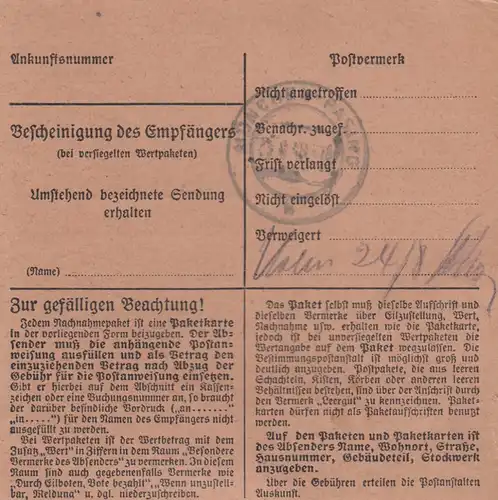 Ankunftsnummer
Postvermerk
Nicht angetroffen
Benachr. zugef.
Frist verlangt
Nicht eingelöst
Verweigert
24/8
Bescheinigung des Empfängers
(bei versiegelten Wertpaketen)
Umstehend bezeichnete Sendung
erhalten
(Name)
Zur gefälligen Beachtung!
Jedem Nachnahmepaket ist eine Paketkarte
in der vorliegenden Form beizugeben. Der Ab-
sender muß die anhängende Postan-
weisung ausfüllen und als Betrag den
einzuziehenden Betrag nach Abzug der
Gebühr für die Postanweisung einsetzen.
Gibt er hierbei auf dem Abschnitt ein Kassen-
zeichen oder eine Buchungsnummer an, so braucht
der darüber befindliche Vordruck („an.......“
„in.....“) für den Namen des Empfängers nicht
ausgefüllt zu werden.
Bei Wertpaketen ist der Wertbetrag mit dem
Zusatz „Wert“ in Ziffern in dem Raum „Besondere
Vermerke des Absenders“ zu vermerken. In diesem
Raum sind auch gegebenenfalls Vermerke wie
„Durch Eilboten, Bote bezahlt“, „Wenn unzustell-
bar, Meldung“ u. dgl. niederzuschreiben.
Das Paket selbst muß dieselbe Aufschrift und
dieselben Vermerke über Eilzustellung, Wert,
Nachnahme usw. erhalten wie die Paketkarte,
jedoch ist bei unversiegelten Wertpaketen die
Wertangabe auf dem Paket wegzulassen. Die
Bestimmungspostanstalt ist möglichst groß und
deutlich anzugeben. Postpakete, die aus leeren
Schachteln, Kisten, Körben oder anderen leeren
Behältnissen bestehen, sind über der Anschrift durch
den Vermerk „Leergut“ zu kennzeichnen. Paket-
karten dürfen nicht als Paketaufschriften benutzt
werden.
Auf den Paketen und Paketkarten ist
des Absenders Name, Wohnort, Straße,
Hausnummer, Gebäudeteil, Stockwerk
anzugeben.
Über die Gebühren erteilen die Postanstalten
Auskunft.